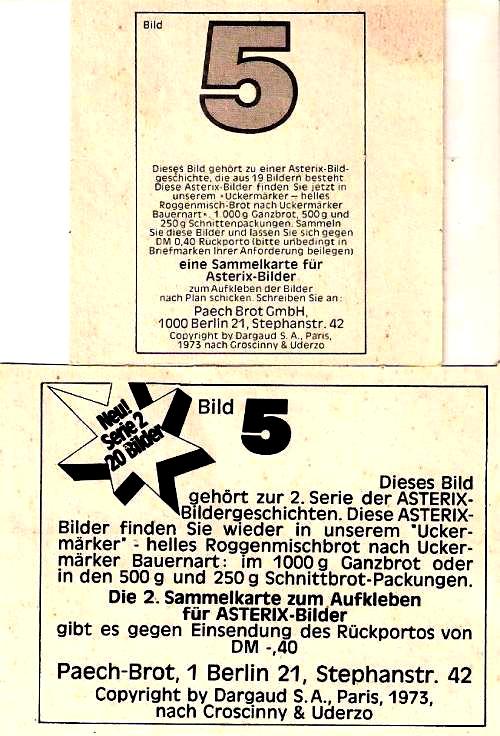 Bild
5
Dieses Bild gehört zu einer Asterix-Bild-
geschichte, die aus 19 Bildern besteht.
Diese Asterix-Bilder finden Sie jetzt in
unserem »Uckermärker – helles
Roggenmisch-Brot nach Uckermärker
Bauernart«, 1.000g Ganzbrot, 500g und
250g Schnittenpackungen. Sammeln
Sie diese Bilder und lassen Sie sich gegen
DM 0,40 Rückporto (bitte unbedingt in
Briefmarken Ihrer Anforderung beilegen)
eine Sammelkarte für
Asterix-Bilder
zum Aufkleben der Bilder
nach Plan schicken. Schreiben Sie an:
Paech Brot GmbH,
1000 Berlin 21, Stephanstr. 42
Copyright by Dargaud S. A., Paris,
1973 nach Croscinny & Uderzo
Neu!
Serie 2
20 Bilder
Bild 5
Dieses Bild
gehört zur 2. Serie der ASTERIX-
Bildergeschichten. Diese ASTERIX-
Bilder finden Sie wieder in unserem "Ucker-
märker" - helles Roggenmischbrot nach Ucker-
märker Bauernart: im 1000g Ganzbrot oder
in den 500g und 250g Schnittbrot-Packungen.
Die 2. Sammelkarte zum Aufkleben
für ASTERIX-Bilder
gibt es gegen Einsendung des Rückportos von
DM -,40
Paech-Brot, 1 Berlin 21, Stephanstr. 42
Copyright by Dargaud S.A., Paris, 1973,
nach Croscinny & Uderzo